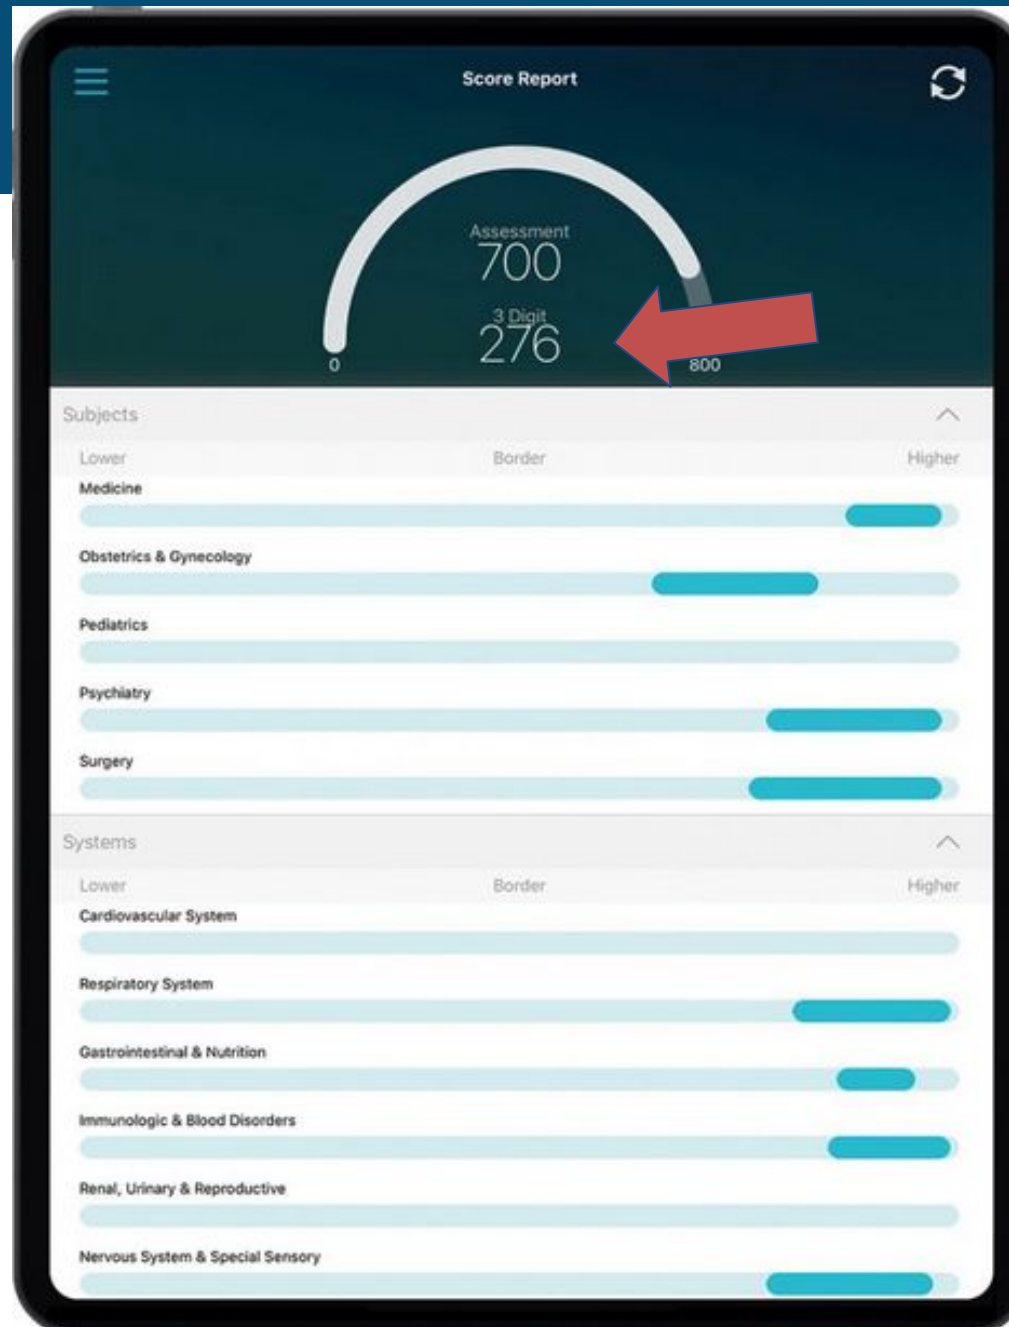 Score Report
Assessment
700
3 Digit
276
0
800
Subjects
Lower Border Higher
Medicine
Obstetrics & Gynecology
Pediatrics
Psychiatry
Surgery
Systems
Lower Border Higher
Cardiovascular System
Respiratory System
Gastrointestinal & Nutrition
Immunologic & Blood Disorders
Renal, Urinary & Reproductive
Nervous System & Special Sensory